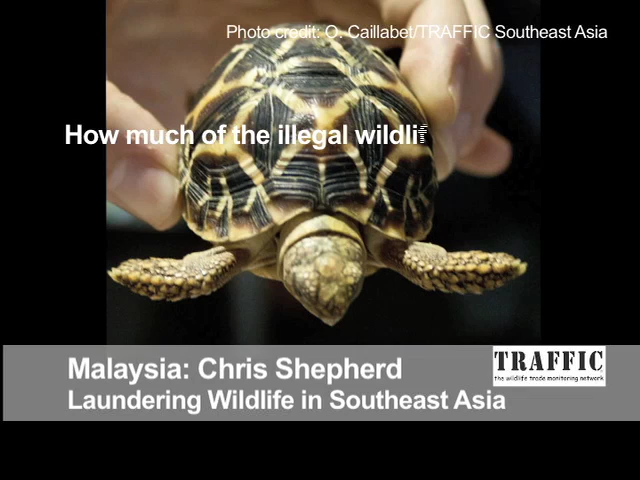 Photo credit: O. Caillabet/TRAFFIC Southeast Asia
How much of the illegal
Malaysia: Chris Shepherd
Laundering Wildlife in Southeast Asia
TRAFFIC
the wildlife trade monitoring network